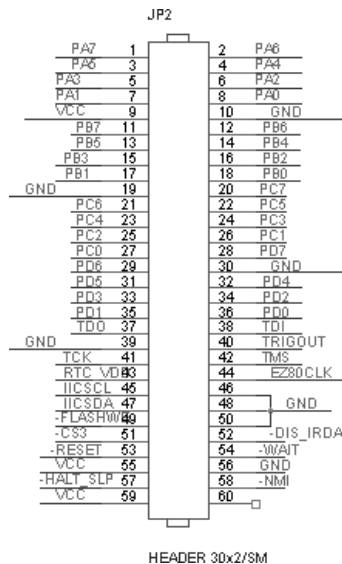 JP2
PA7 1 2 PA6
PA5 3 4 PA4
PA3 5 6 PA2
PA1 7 8 PA0
VCC 9 10 GND
PB7 11 12 PB6
PB5 13 14 PB4
PB3 15 16 PB2
PB1 17 18 PB0
GND 19 20 PC7
PC6 21 22 PC5
PC4 23 24 PC3
PC2 25 26 PC1
PC0 27 28 PD7
PD6 29 30 GND
PD5 31 32 PD4
PD3 33 34 PD2
PD1 35 36 PD0
TDO 37 38 TDI
GND 39 40 TRIGOUT
TCK 41 42 TMS
RTC_VDD 43 44 EZ80CLK
IICSCL 45 46
IICSDA 47 48 GND
-FLASHWE 49 50
-CS3 51 52 -DIS_IRDA
-RESET 53 54 -WAIT
VCC 55 56 GND
-HALT_SLP 57 58 -NMI
VCC 59 60
HEADER 30x2/SM